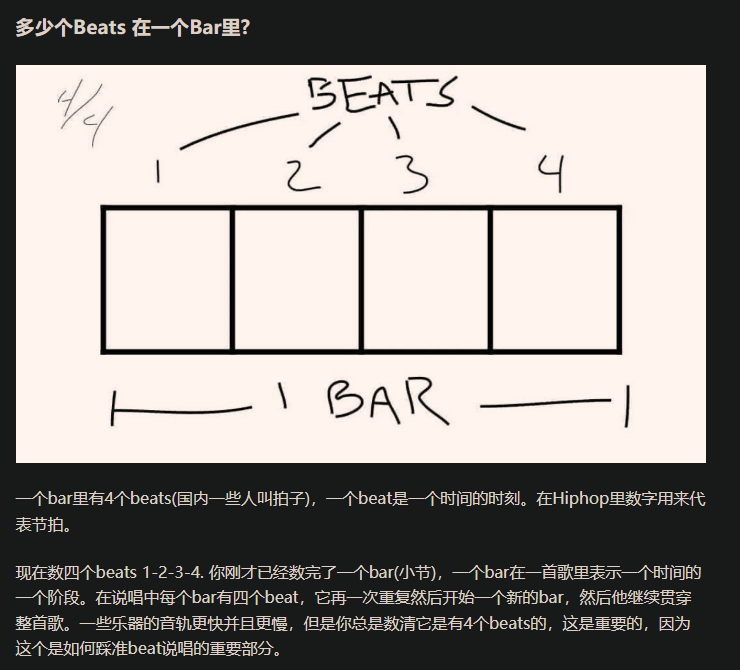 多少个Beats 在一个Bar里?
4/4
BEATS
1 2 3 4
1 BAR
一个bar里有4个beats(国内一些人叫拍子)，一个beat是一个时间的时刻。在Hiphop里数字用来代
表节拍。
现在数四个beats 1-2-3-4. 你刚才已经数完了一个bar(小节)，一个bar在一首歌里表示一个时间的
一个阶段。在说唱中每个bar有四个beat，它再一次重复然后开始一个新的bar，然后他继续贯穿
整首歌。一些乐器的音轨更快并且更慢，但是你总是数清它是有4个beats的，这是重要的，因为
这个是如何踩准beat说唱的重要部分。